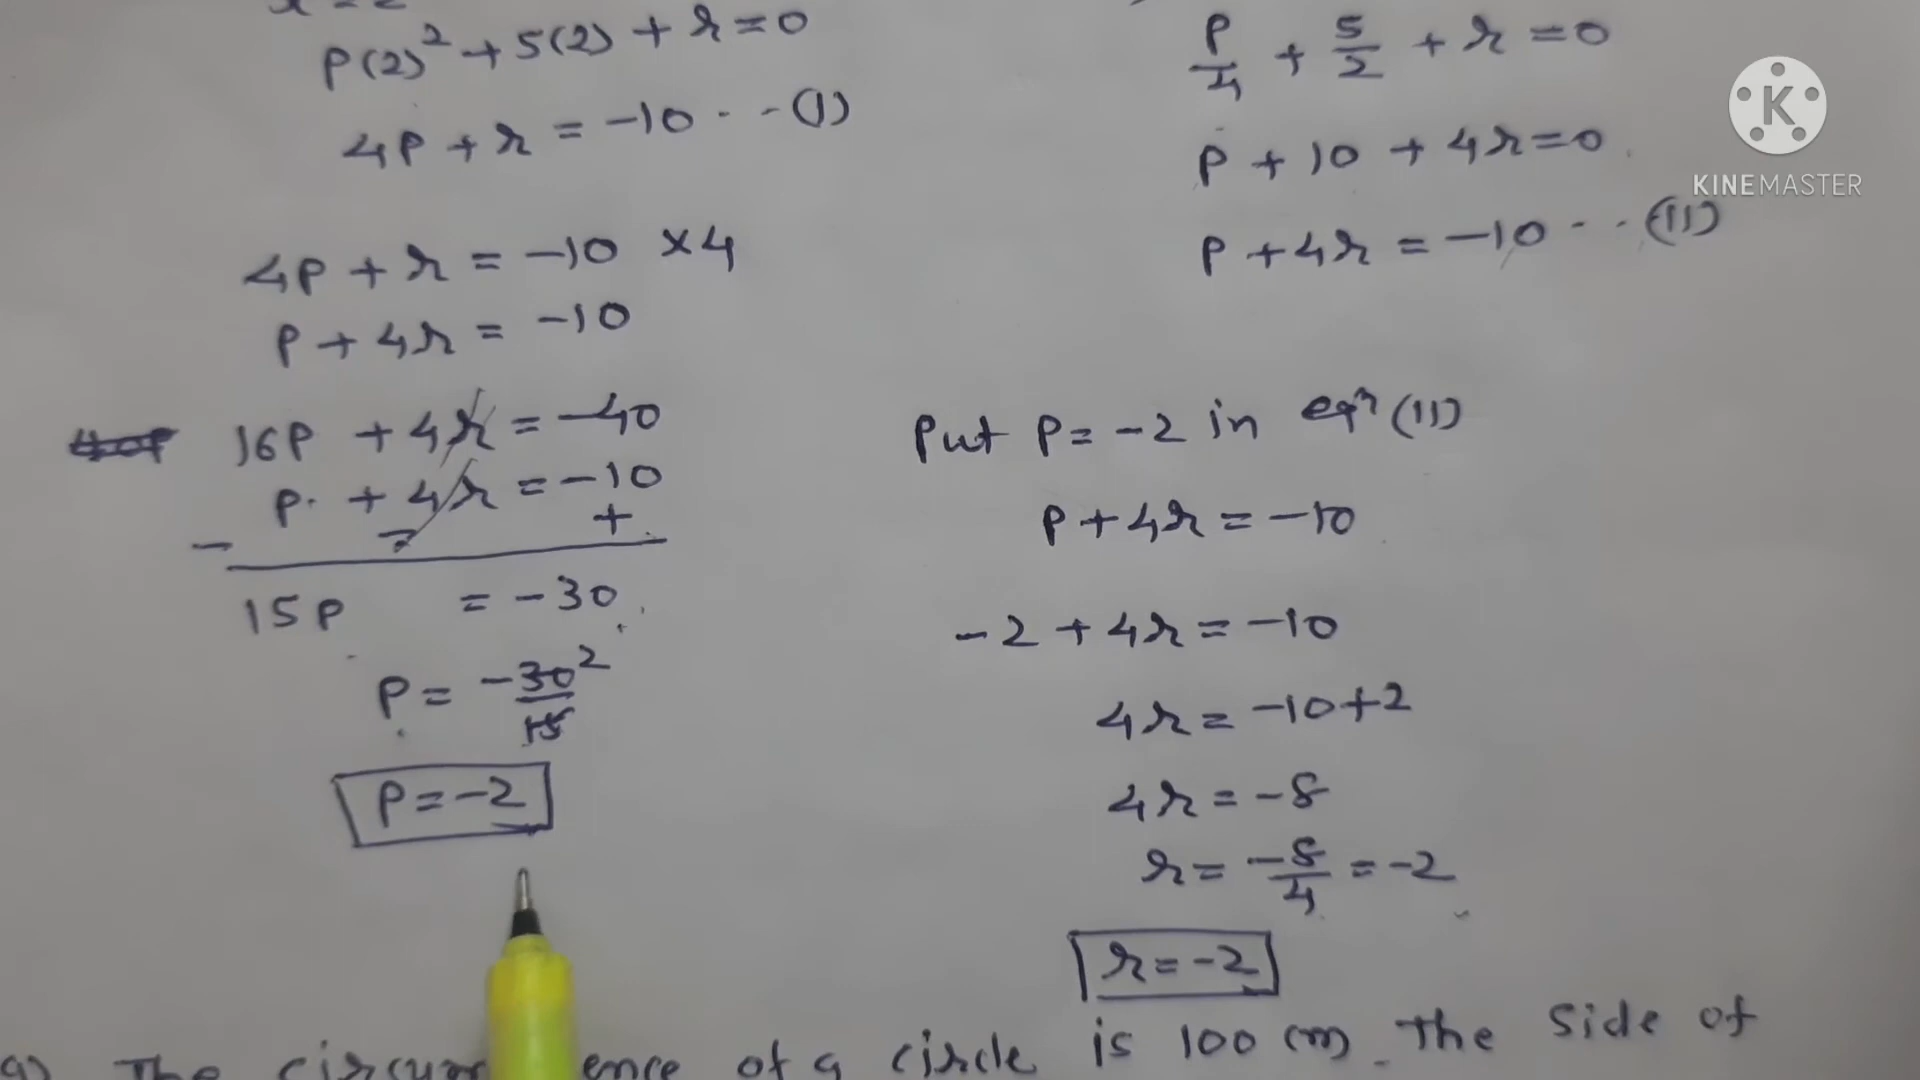 P(2)² + 5(2) + r = 0
4P + r = -10 - - (I)
4P + r = -10 ×4
P + 4r = -10
16P + 4r = -40
P + 4r = -10
- - +
15P = -30
P = -30² / 15
P = -2
P/4 + 5/2 + r = 0
P + 10 + 4r = 0
P + 4r = -10 - - (II)
Put P = -2 in eqn (II)
P + 4r = -10
-2 + 4r = -10
4r = -10+2
4r = -8
r = -8/4 = -2
r = -2
The of a circle is 100 cm. The side of
K
KINEMASTER